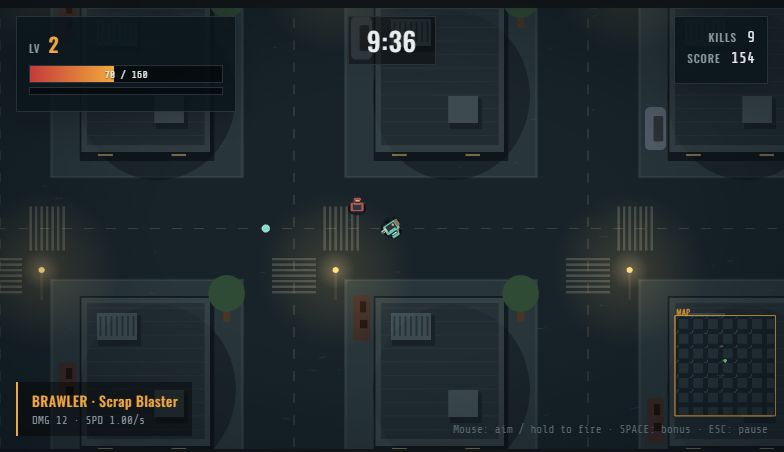 LV 2
70 / 160
9:36
KILLS 9
SCORE 154
MAP
BRAWLER · Scrap Blaster
DMG 12 · SPD 1.00/s
Mouse: aim / hold to fire · SPACE: bonus · ESC: pause